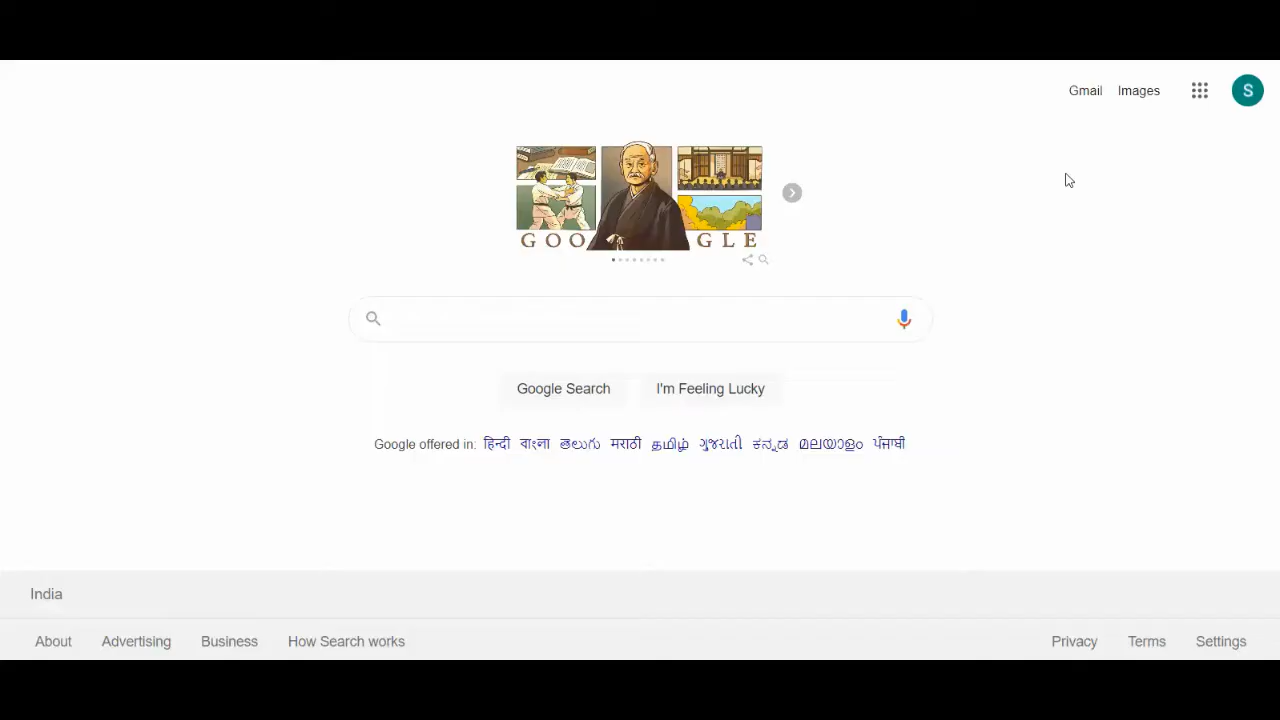 Gmail Images S
GOO GLE
Google Search I'm Feeling Lucky
Google offered in: हिन्दी বাংলা తెలుగు मराठी தமிழ் ગુજરાતી ಕನ್ನಡ മലയാളം ਪੰਜਾਬੀ
India
About Advertising Business How Search works Privacy Terms Settings